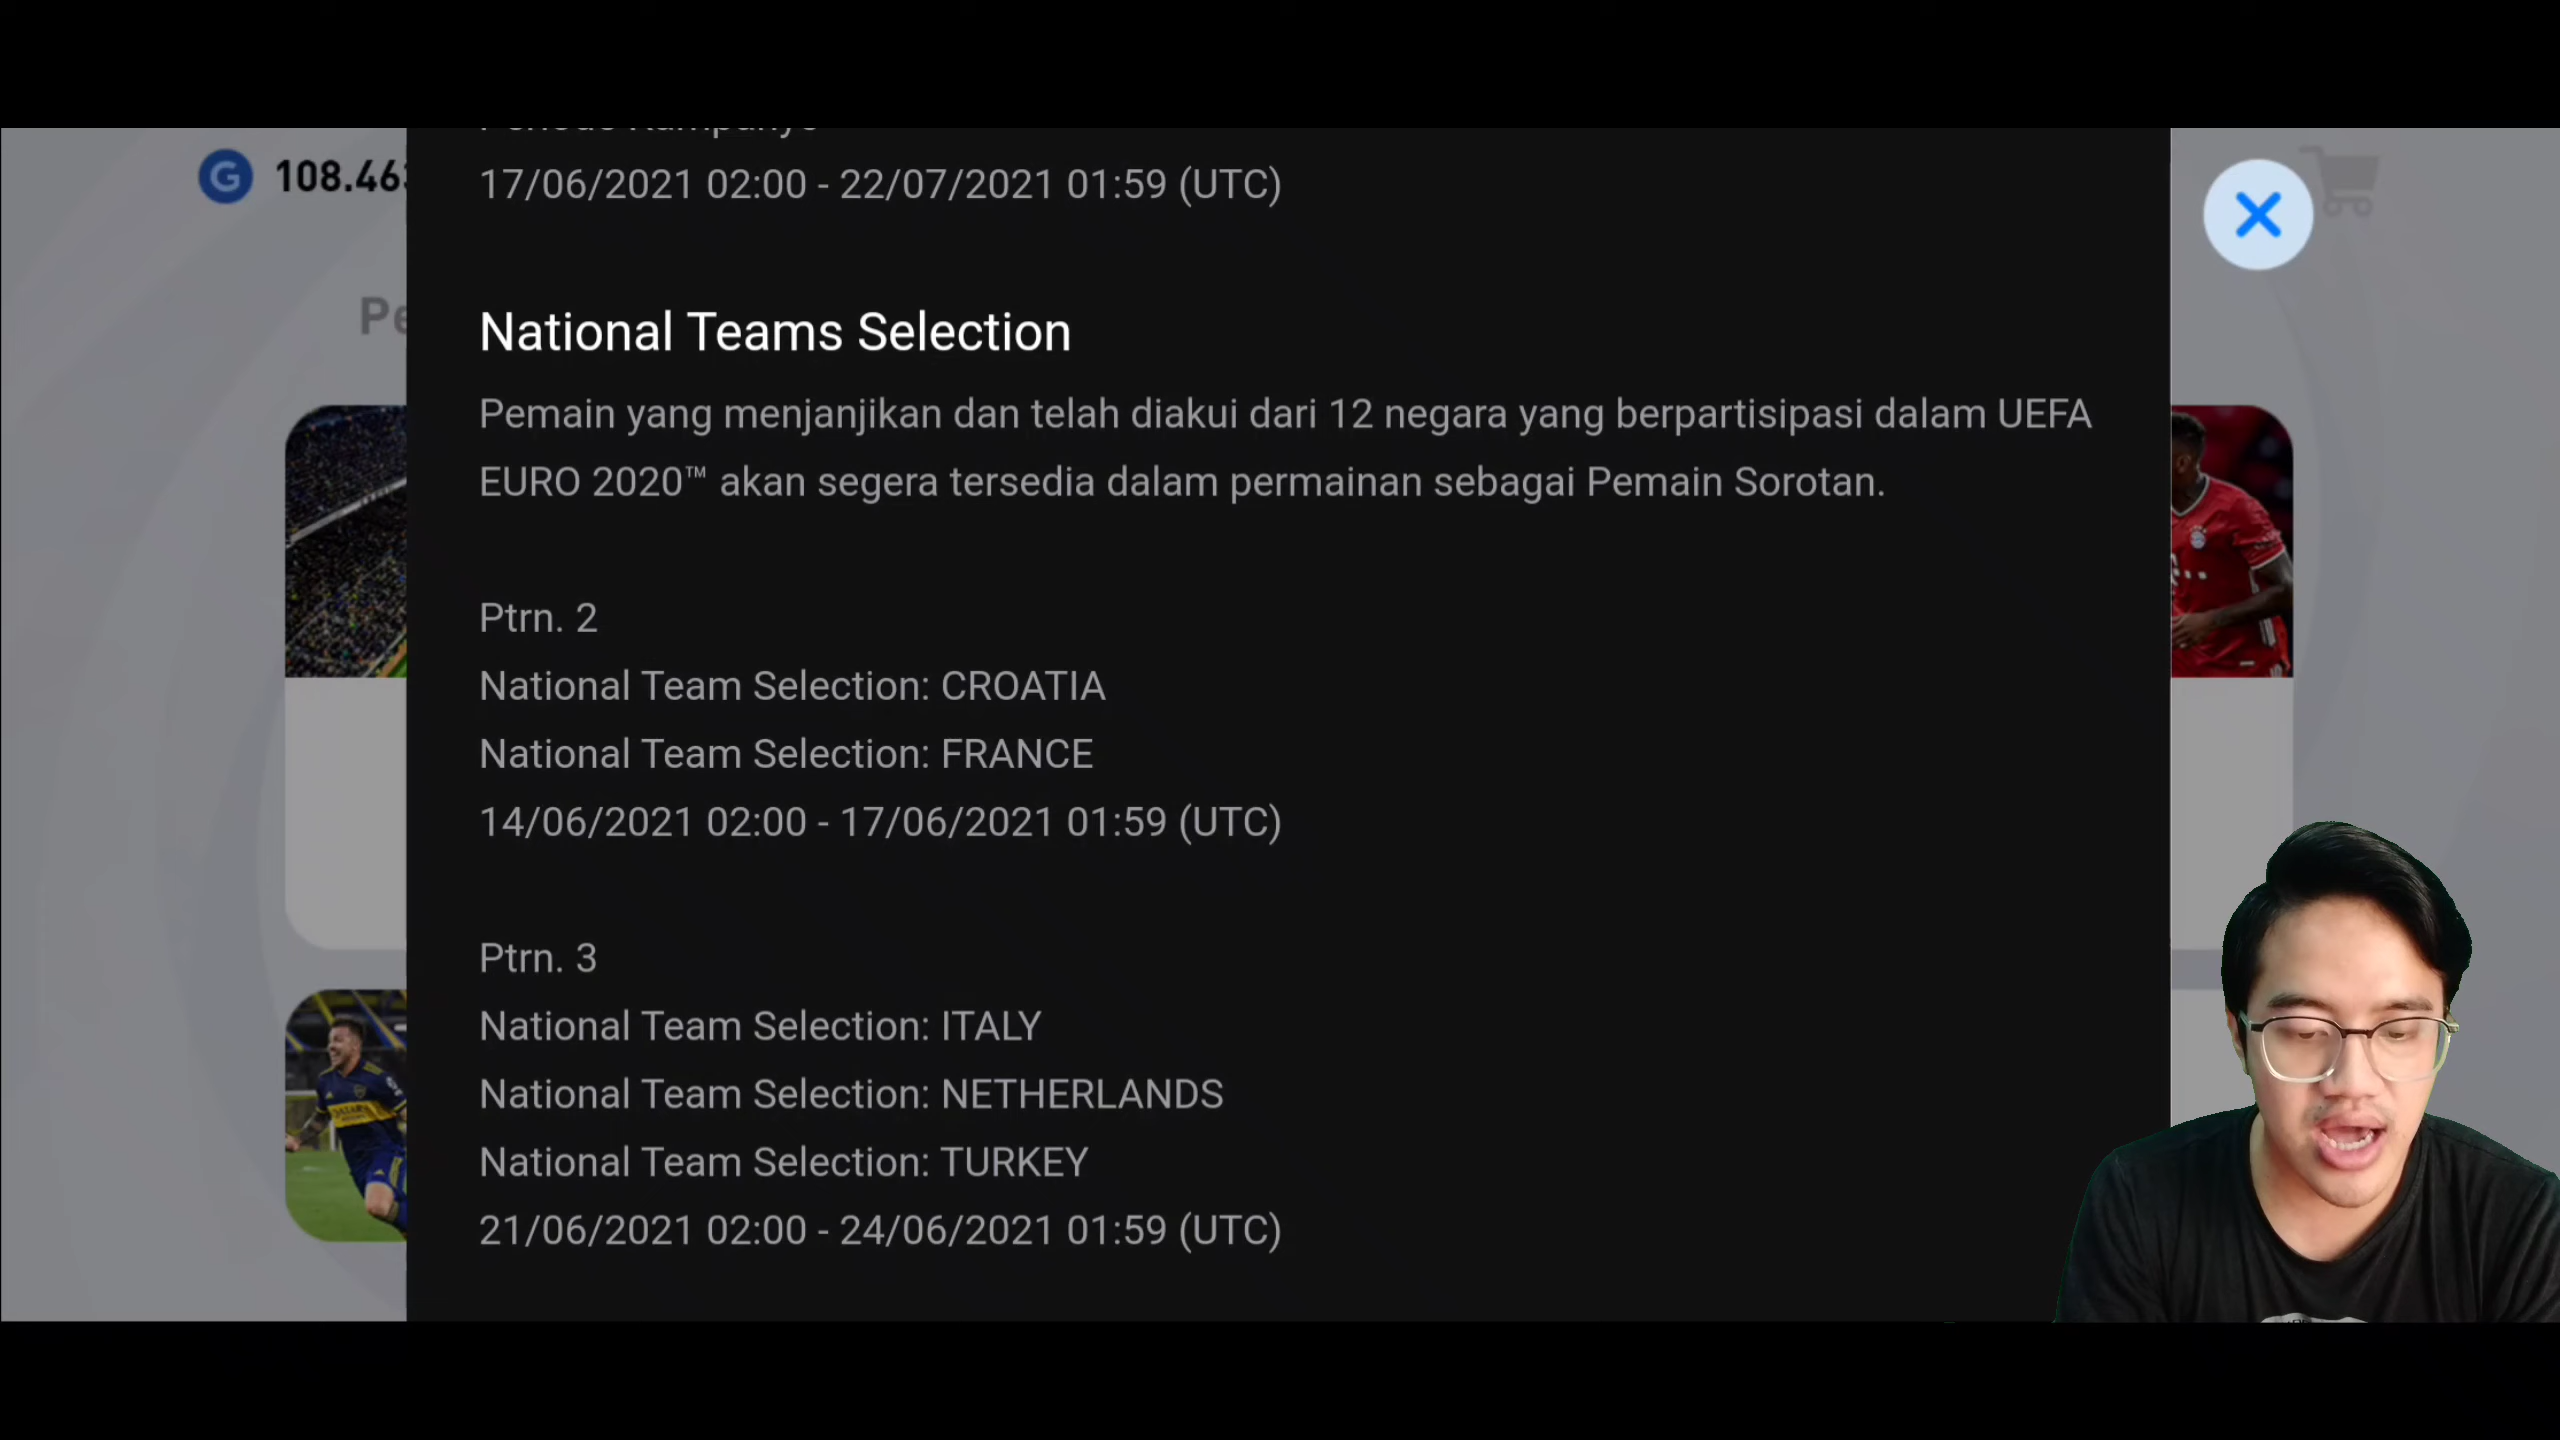 17/06/2021 02:00 - 22/07/2021 01:59 (UTC)
G 108.46
National Teams Selection
Pe
Pemain yang menjanjikan dan telah diakui dari 12 negara yang berpartisipasi dalam UEFA
EURO 2020™ akan segera tersedia dalam permainan sebagai Pemain Sorotan.
Ptrn. 2
National Team Selection: CROATIA
National Team Selection: FRANCE
14/06/2021 02:00 - 17/06/2021 01:59 (UTC)
Ptrn. 3
National Team Selection: ITALY
National Team Selection: NETHERLANDS
National Team Selection: TURKEY
21/06/2021 02:00 - 24/06/2021 01:59 (UTC)